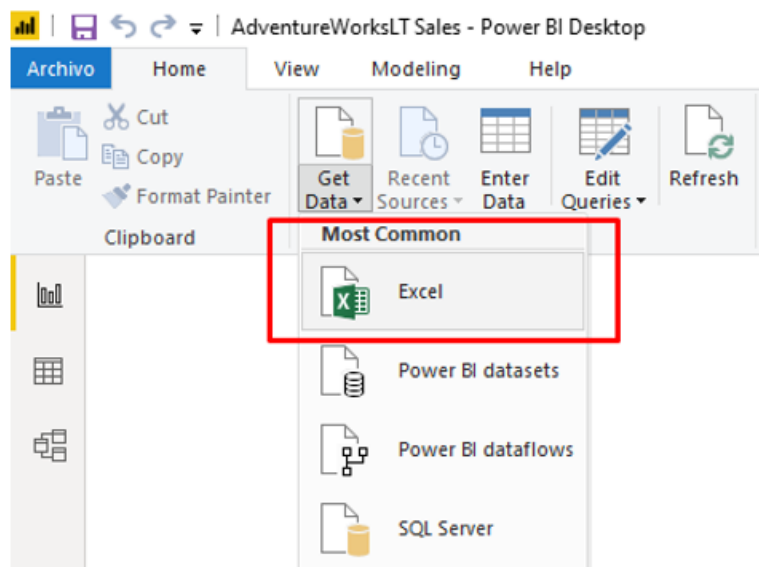 AdventureWorksLT Sales - Power BI Desktop
Archivo Home View Modeling Help
Paste
Cut
Copy
Format Painter
Clipboard
Get Data
Recent Sources
Enter Data
Edit Queries
Refresh
Most Common
Excel
Power BI datasets
Power BI dataflows
SQL Server